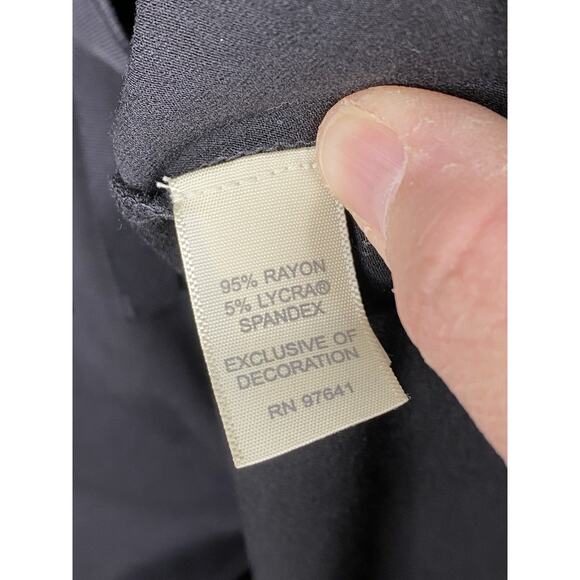 95% RAYON
5% LYCRA®
SPANDEX
EXCLUSIVE OF
DECORATION
RN 97641